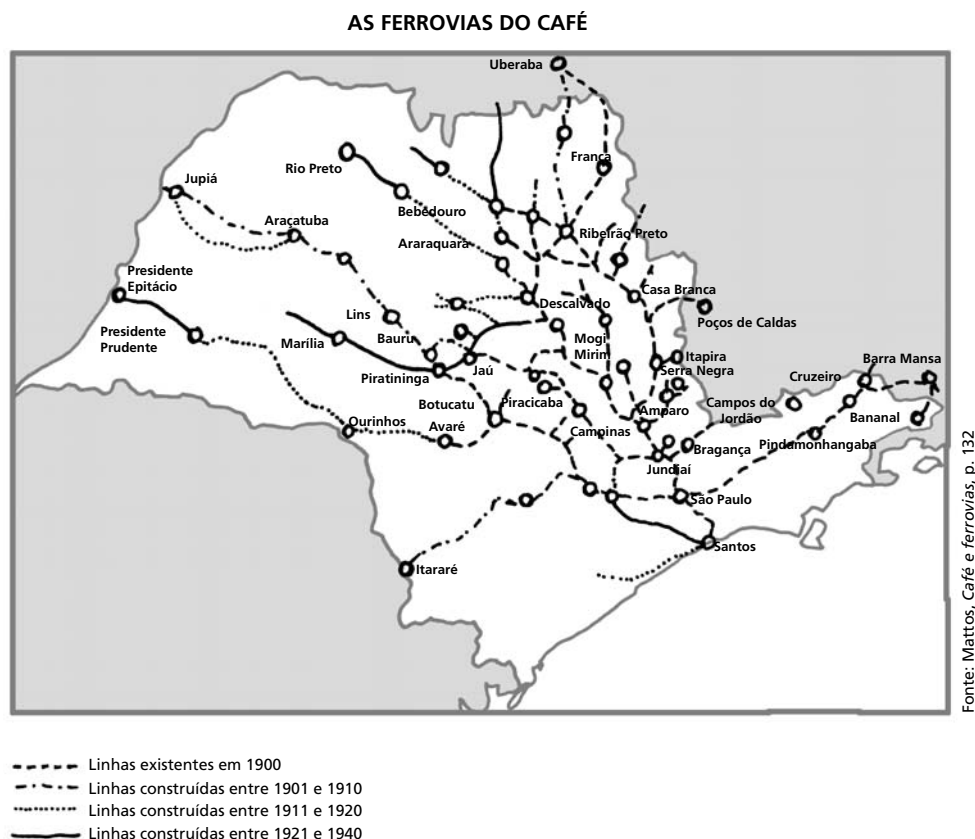 AS FERROVIAS DO CAFÉ
Uberaba
França
Rio Preto
Jupiá
Bebedouro
Araçatuba
Ribeirão Preto
Araraquara
Presidente
Epitácio
Casa Branca
Descalvado
Poços de Caldas
Lins
Presidente
Prudente
Marília
Bauru
Mogi
Mirim
Itapira
Barra Mansa
Jaú
Serra Negra
Cruzeiro
Piratininga
Botucatu
Piracicaba
Amparo
Campos do
Jordão
Bananal
Ourinhos
Avaré
Campinas
Bragança
Pindamonhangaba
Jundiaí
São Paulo
Santos
Itararé
Fonte: Mattos, Café e ferrovias, p. 132
Linhas existentes em 1900
Linhas construídas entre 1901 e 1910
Linhas construídas entre 1911 e 1920
Linhas construídas entre 1921 e 1940